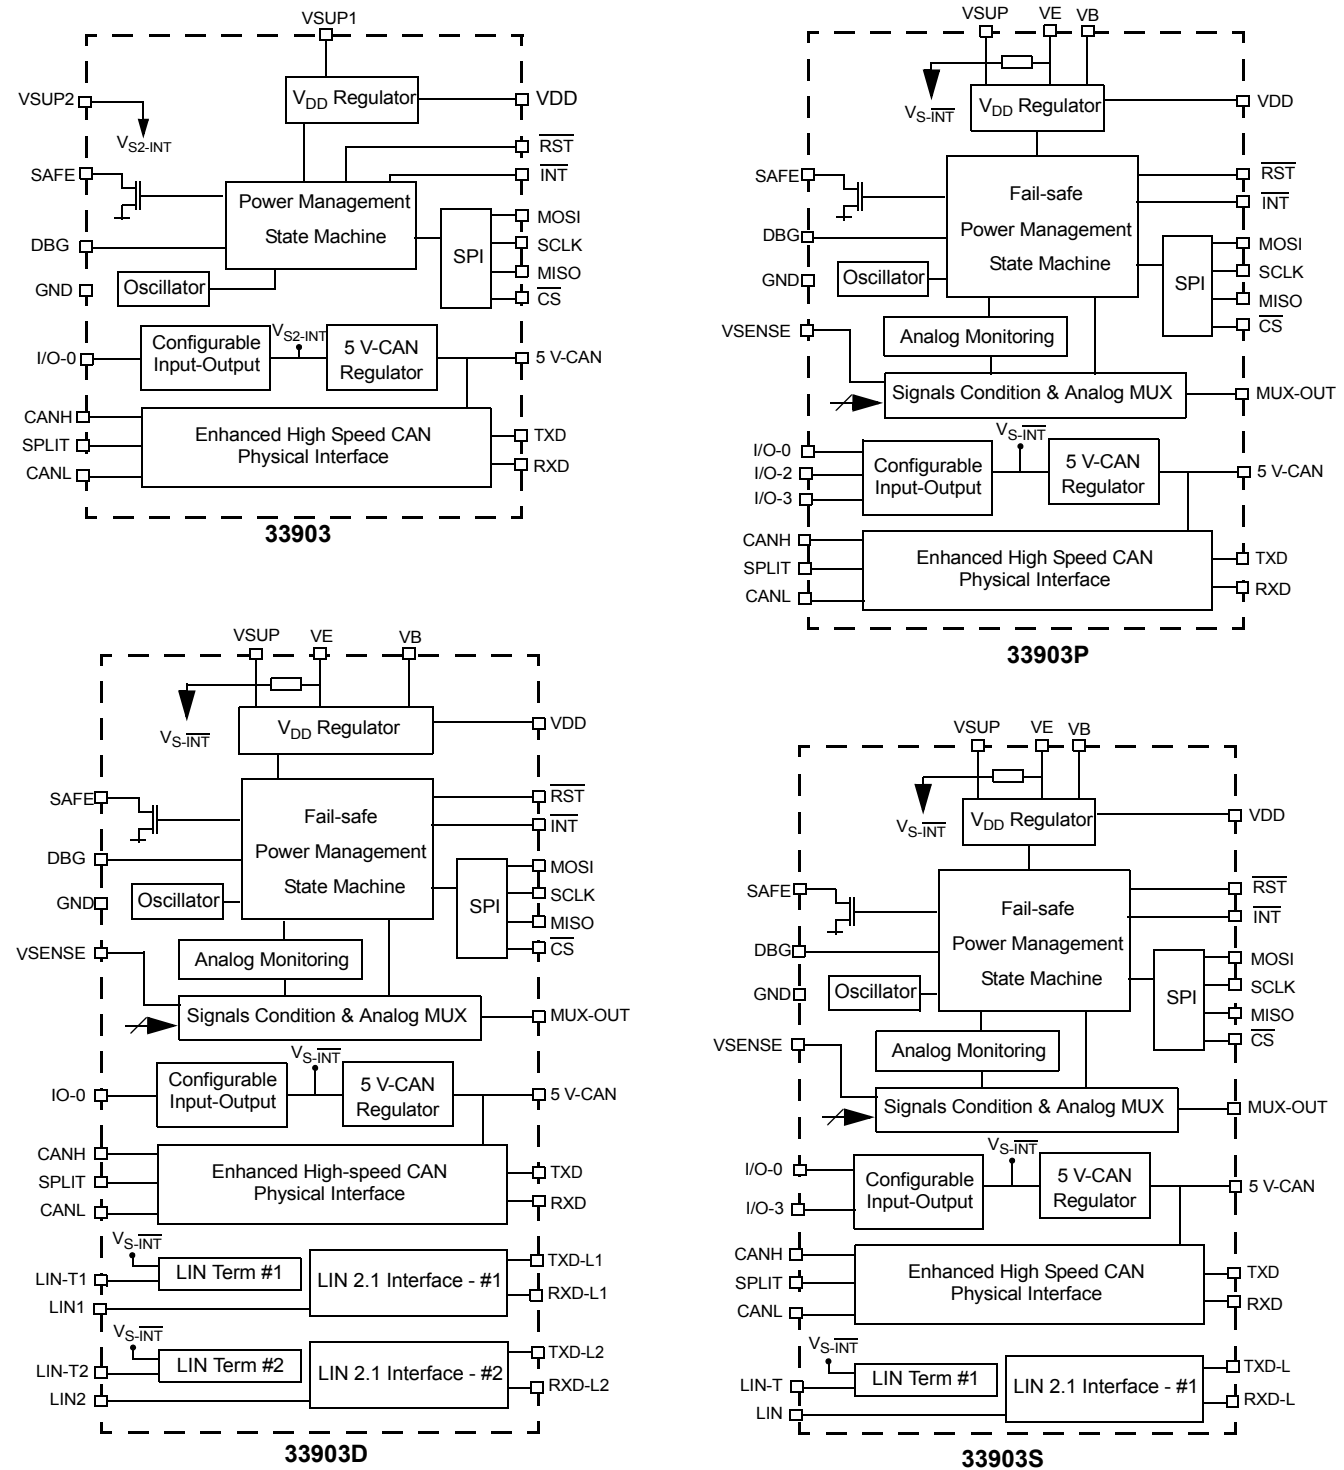 VSUP1
VSUP2
VS2-INT
VDD Regulator
VDD
RST
INT
SAFE
Power Management
State Machine
DBG
GND
Oscillator
SPI
MOSI
SCLK
MISO
CS
I/O-0
Configurable
Input-Output
VS2-INT
5 V-CAN
Regulator
5 V-CAN
CANH
SPLIT
CANL
Enhanced High Speed CAN
Physical Interface
TXD
RXD
33903
VSUP
VE
VB
VS-INT
VDD Regulator
VDD
SAFE
Fail-safe
Power Management
State Machine
RST
INT
DBG
GND
Oscillator
SPI
MOSI
SCLK
MISO
CS
VSENSE
Analog Monitoring
Signals Condition & Analog MUX
MUX-OUT
I/O-0
I/O-2
I/O-3
Configurable
Input-Output
VS-INT
5 V-CAN
Regulator
5 V-CAN
CANH
SPLIT
CANL
Enhanced High Speed CAN
Physical Interface
TXD
RXD
33903P
VSUP
VE
VB
VS-INT
VDD Regulator
VDD
SAFE
Fail-safe
Power Management
State Machine
RST
INT
DBG
GND
Oscillator
SPI
MOSI
SCLK
MISO
CS
VSENSE
Analog Monitoring
Signals Condition & Analog MUX
MUX-OUT
IO-0
Configurable
Input-Output
VS-INT
5 V-CAN
Regulator
5 V-CAN
CANH
SPLIT
CANL
Enhanced High-speed CAN
Physical Interface
TXD
RXD
VS-INT
LIN Term #1
LIN-T1
LIN1
LIN 2.1 Interface - #1
TXD-L1
RXD-L1
VS-INT
LIN Term #2
LIN-T2
LIN2
LIN 2.1 Interface - #2
TXD-L2
RXD-L2
33903D
VSUP
VE
VB
VS-INT
VDD Regulator
VDD
SAFE
Fail-safe
Power Management
State Machine
RST
INT
DBG
GND
Oscillator
SPI
MOSI
SCLK
MISO
CS
VSENSE
Analog Monitoring
Signals Condition & Analog MUX
MUX-OUT
I/O-0
I/O-3
Configurable
Input-Output
VS-INT
5 V-CAN
Regulator
5 V-CAN
CANH
SPLIT
CANL
Enhanced High Speed CAN
Physical Interface
TXD
RXD
VS-INT
LIN Term #1
LIN-T
LIN
LIN 2.1 Interface - #1
TXD-L
RXD-L
33903S